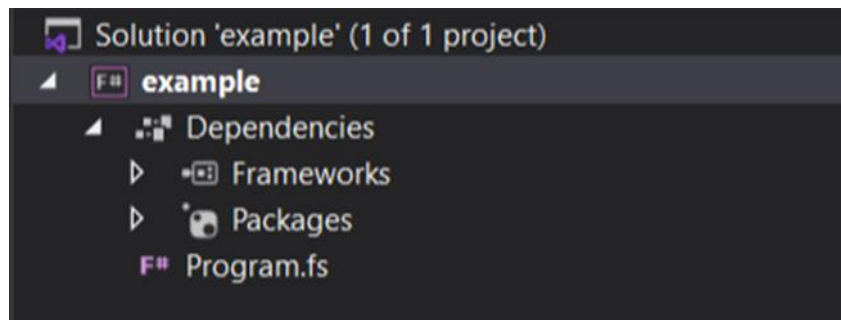 Solution 'example' (1 of 1 project)
F# example
Dependencies
Frameworks
Packages
F# Program.fs